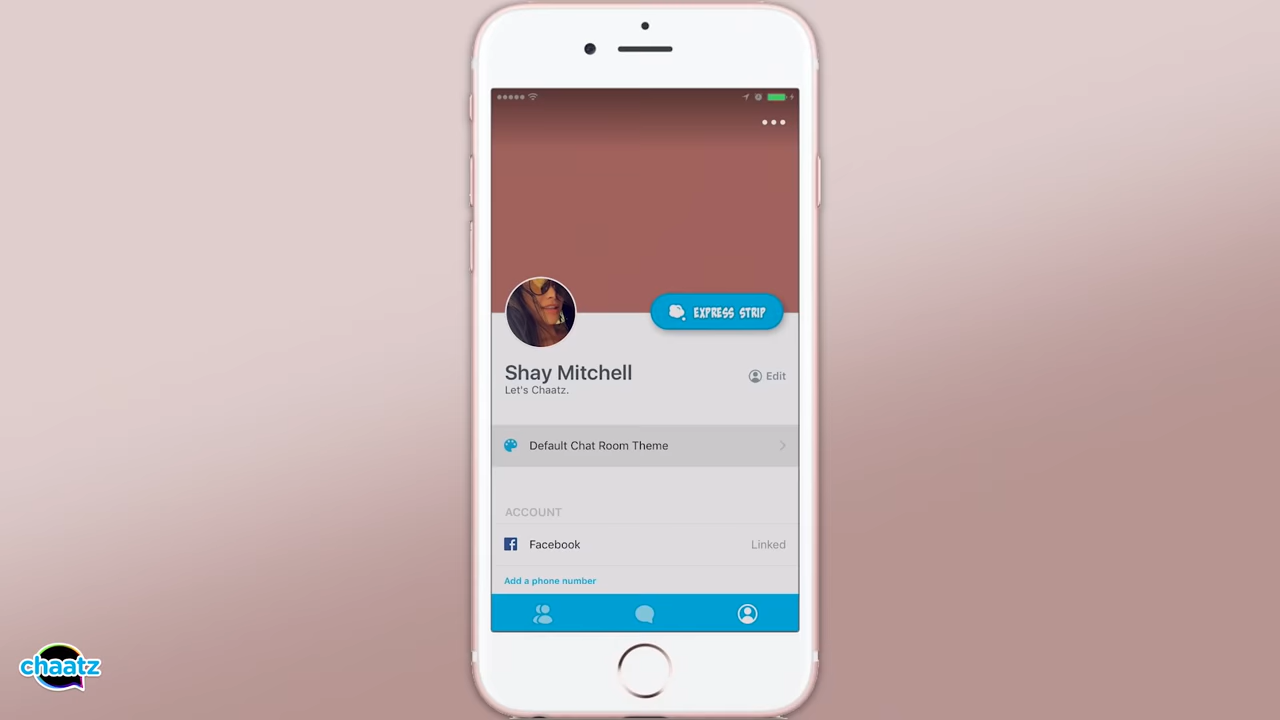 EXPRESS STRIP
Shay Mitchell
Edit
Let's Chaatz.
Default Chat Room Theme
ACCOUNT
Facebook
Linked
Add a phone number
chaatz